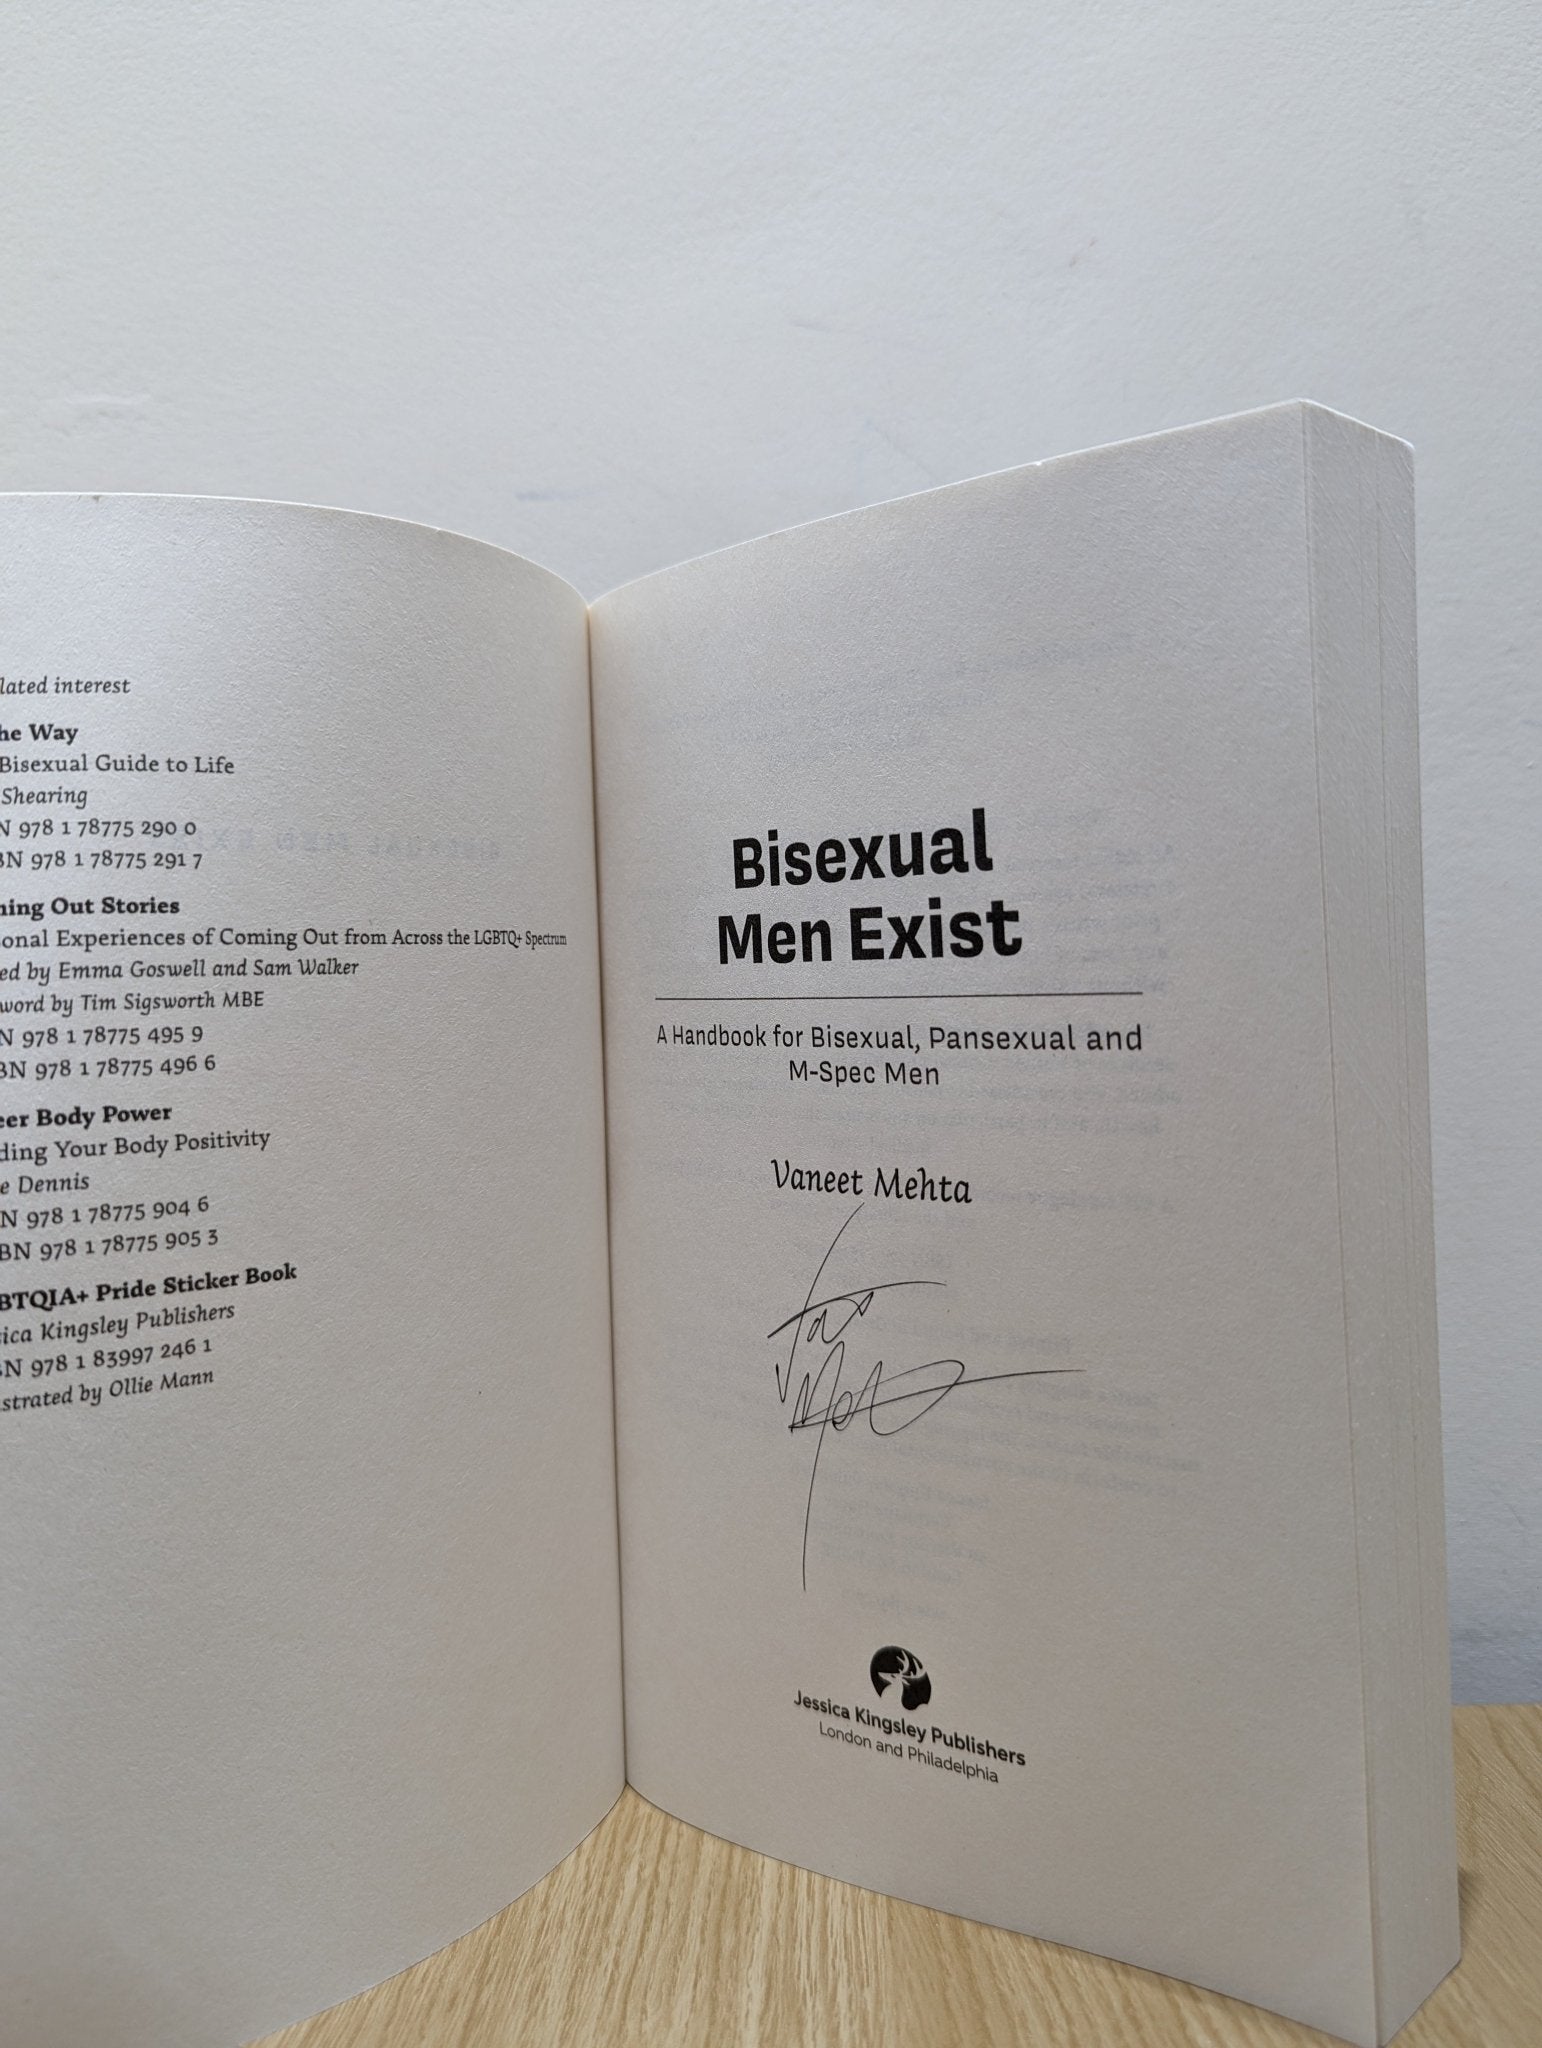 lated interest
he Way
Bisexual Guide to Life
Shearing
N 978 1 78775 290 0
BN 978 1 78775 291 7
ning Out Stories
onal Experiences of Coming Out from Across the LGBTQ+ Spectrum
ed by Emma Goswell and Sam Walker
word by Tim Sigsworth MBE
N 978 1 78775 495 9
BN 978 1 78775 496 6
eer Body Power
ding Your Body Positivity
e Dennis
N 978 1 78775 904 6
BN 978 1 78775 905 3
BTQIA+ Pride Sticker Book
sica Kingsley Publishers
BN 978 1 83997 246 1
strated by Ollie Mann
Bisexual
Men Exist
A Handbook for Bisexual, Pansexual and
M-Spec Men
Vaneet Mehta
Jessica Kingsley Publishers
London and Philadelphia